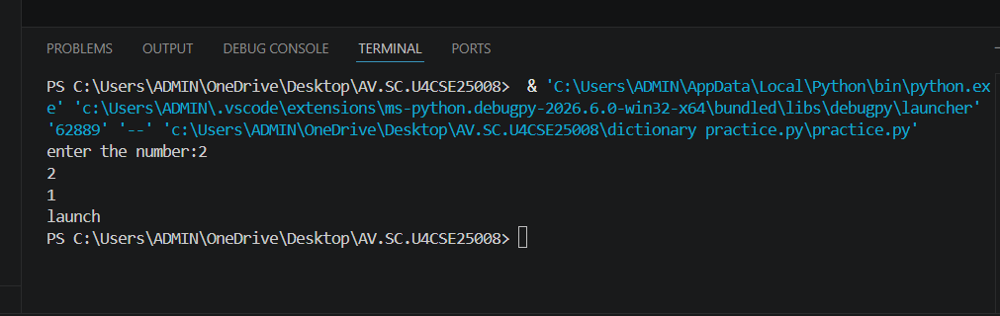 PROBLEMS OUTPUT DEBUG CONSOLE TERMINAL PORTS
PS C:\Users\ADMIN\OneDrive\Desktop\AV.SC.U4CSE25008>  & 'C:\Users\ADMIN\AppData\Local\Python\bin\python.ex
e' 'c:\Users\ADMIN\.vscode\extensions\ms-python.debugpy-2026.6.0-win32-x64\bundled\libs\debugpy\launcher'
'62889' '--' 'c:\Users\ADMIN\OneDrive\Desktop\AV.SC.U4CSE25008\dictionary practice.py\practice.py'
enter the number:2
2
1
launch
PS C:\Users\ADMIN\OneDrive\Desktop\AV.SC.U4CSE25008>